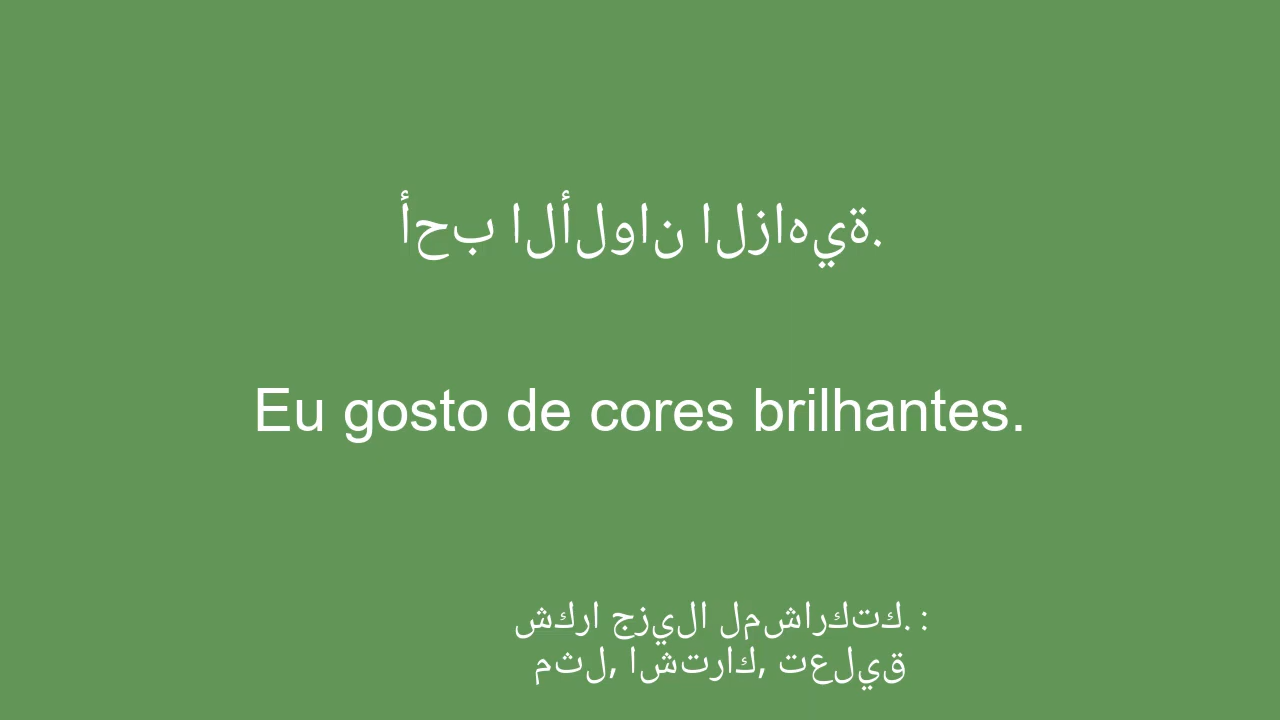 أحب الألوان الزاهية.
Eu gosto de cores brilhantes.
شكرا جزيلا لمشاركتك. :
مثل, اشتراك, تعليق